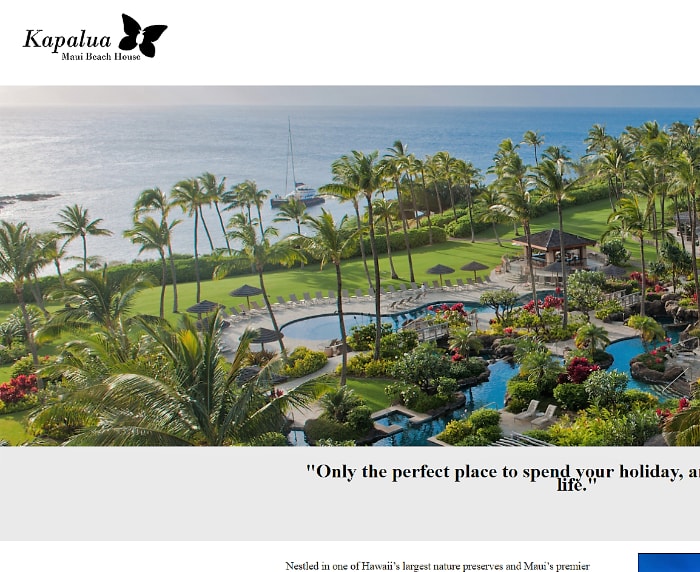 Kapalua
Maui Beach House
"Only the perfect place to spend your holiday, a
life."
Nestled in one of Hawaii's largest nature preserves and Maui's premier